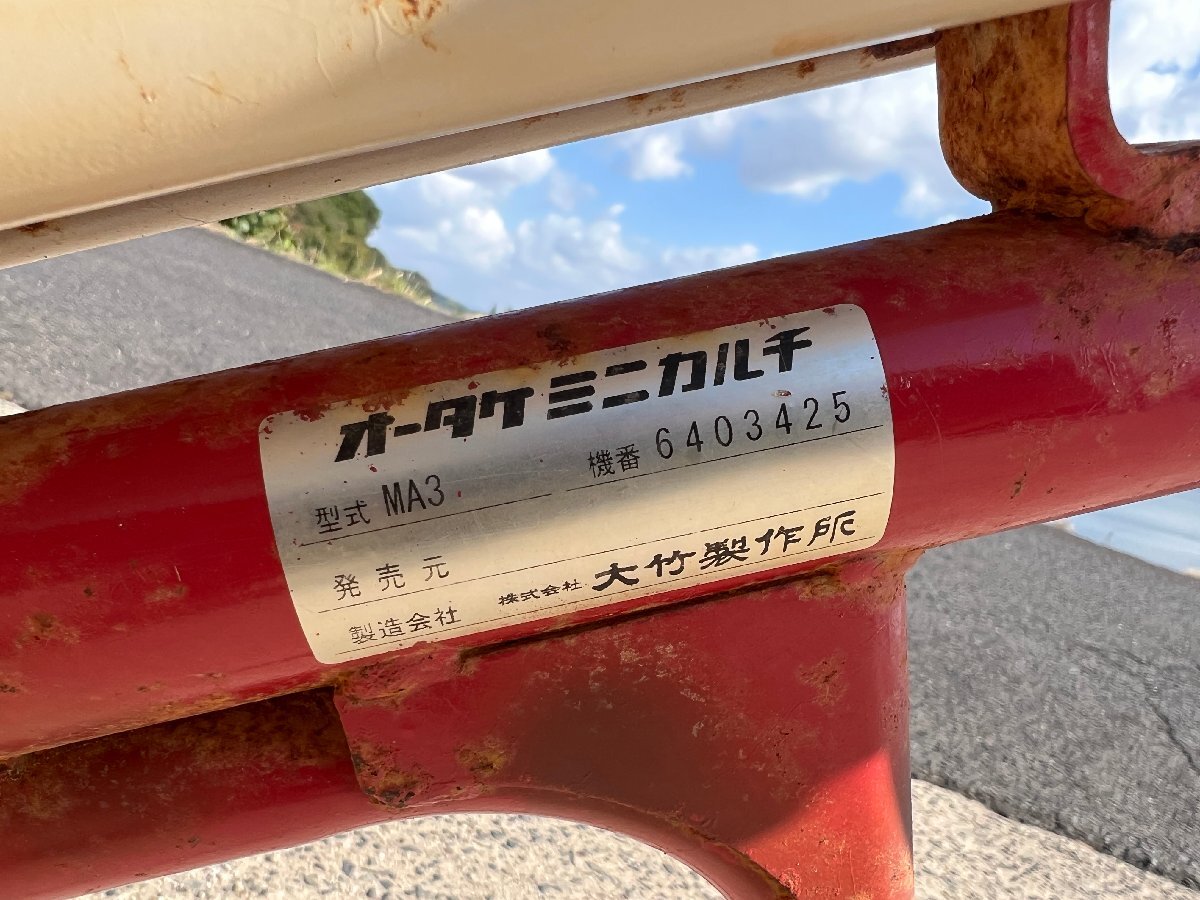 オータケミニカルチ
型式 MA3 機番 6403425
発売元
製造会社 株式会社 大竹製作所